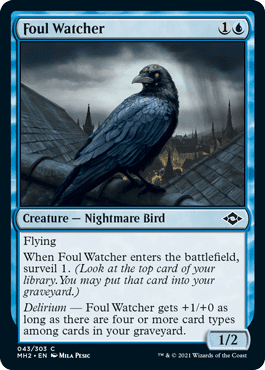 Foul Watcher 1
Creature — Nightmare Bird
Flying
When Foul Watcher enters the battlefield,
surveil 1. (Look at the top card of your
library. You may put that card into your
graveyard.)
Delirium — Foul Watcher gets +1/+0 as
long as there are four or more card types
among cards in your graveyard.
1/2
043/303 C
MH2 • EN Mila Pesic
™ & © 2021 Wizards of the Coast